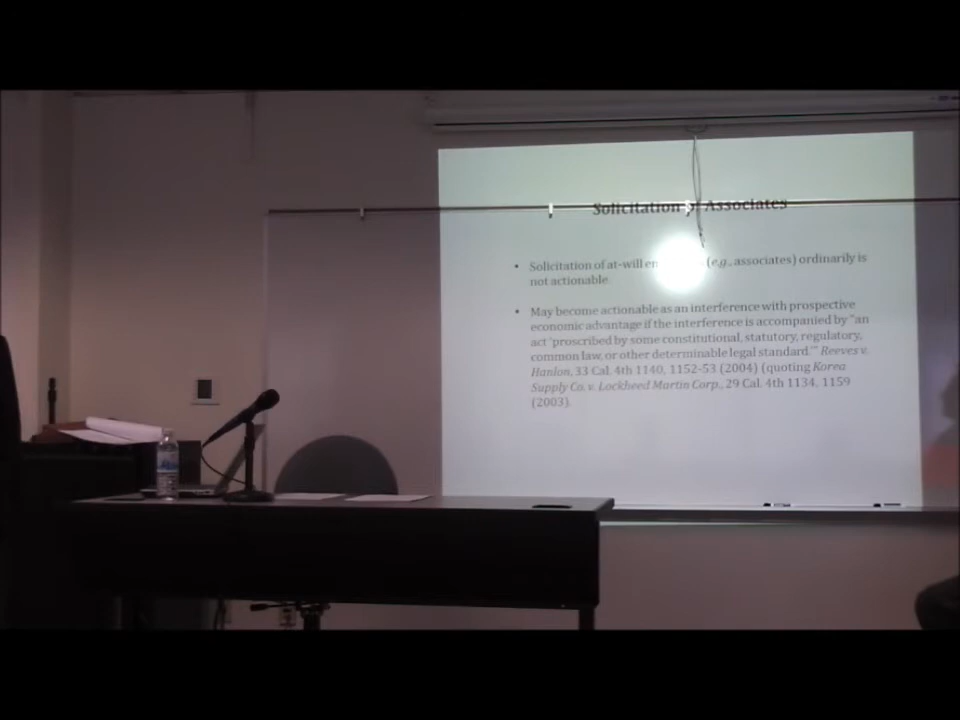 Solicitation of Associates
• Solicitation of at-will (e.g., associates) ordinarily is
not actionable.
• May become actionable as an interference with prospective
economic advantage if the interference is accompanied by "an
act 'proscribed by some constitutional, statutory, regulatory,
common law, or other determinable legal standard.'" Reeves v.
Hanlon, 33 Cal. 4th 1140, 1152-53 (2004) (quoting Korea
Supply Co. v. Lockheed Martin Corp., 29 Cal. 4th 1134, 1159
(2003).